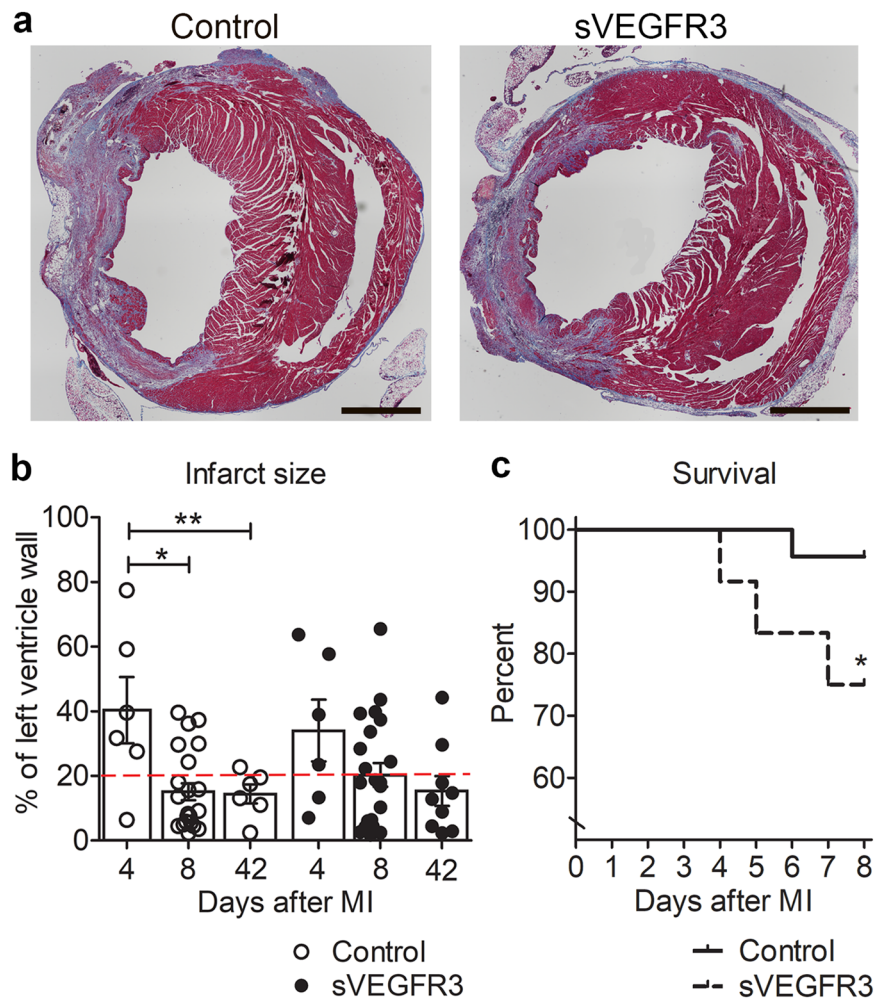 a
Control
sVEGFR3
b
Infarct size
% of left ventricle wall
100
80
60
40
20
0
**
*
4
8
42
4
8
42
Days after MI
Control
sVEGFR3
c
Survival
Percent
100
90
80
70
60
*
0
1
2
3
4
5
6
7
8
Days after MI
Control
sVEGFR3